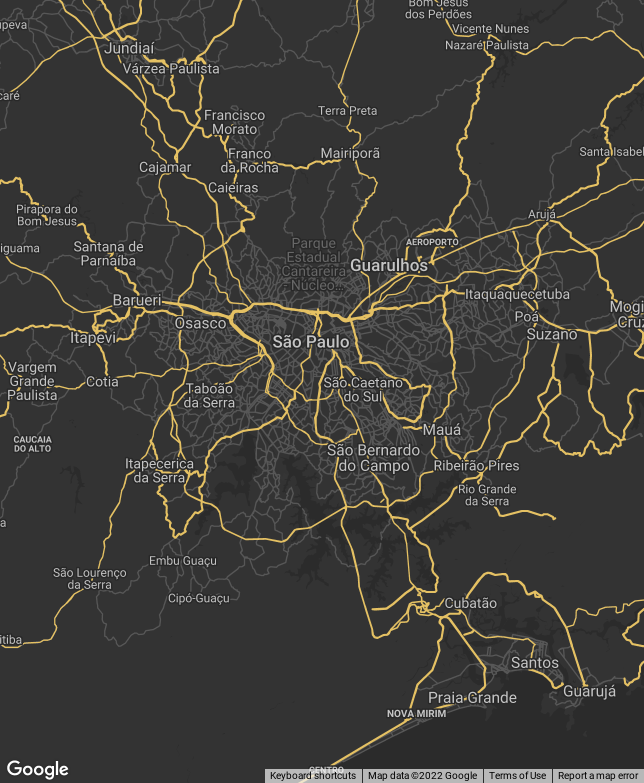 Bom Jesus
dos Perdões
Vicente Nunes
Nazaré Paulista
Jundiaí
Várzea Paulista
Terra Preta
Francisco
Morato
Franco
da Rocha
Mairiporã
Cajamar
Caieiras
Santa Isabel
Pirapora do
Bom Jesus
Arujá
Santana de
Parnaíba
Parque
Estadual
Cantareira
Núcleo...
AEROPORTO
Guarulhos
Barueri
Itaquaquecetuba
Osasco
Poá
Itapevi
São Paulo
Suzano
Vargem
Grande
Paulista
Cotia
Taboão
da Serra
São Caetano
do Sul
CAUCAIA
DO ALTO
Mauá
São Bernardo
do Campo
Itapecerica
da Serra
Ribeirão Pires
Rio Grande
da Serra
Embu Guaçu
São Lourenço
da Serra
Cipó-Guaçu
Cubatão
Santos
Guarujá
Praia Grande
NOVA MIRIM
CENTRO
Google
Keyboard shortcuts
Map data ©2022 Google
Terms of Use
Report a map error